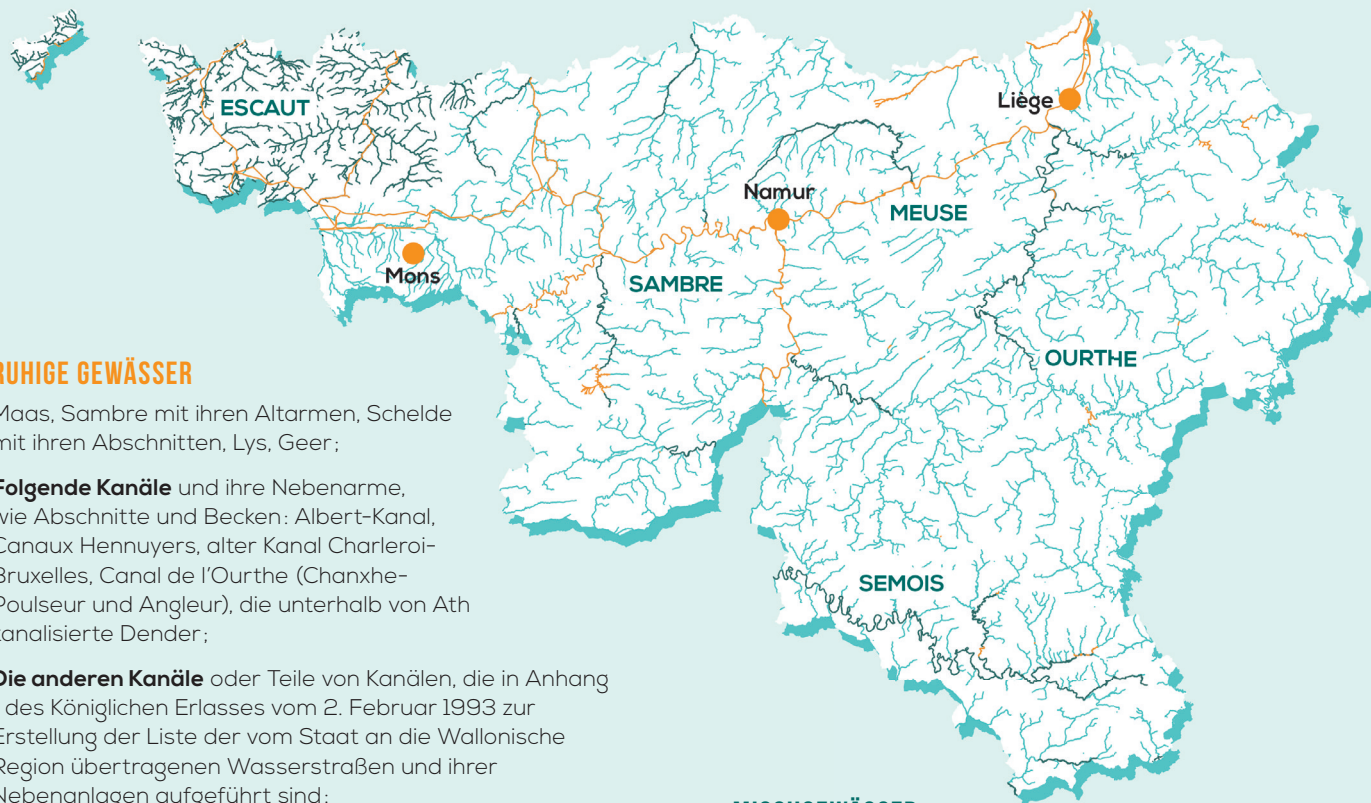 ESCAUT
Liège
Namur
MEUSE
Mons
SAMBRE
OURTHE
SEMOIS
RUHIGE GEWÄSSER
Maas, Sambre mit ihren Altarmen, Schelde
mit ihren Abschnitten, Lys, Geer;
Folgende Kanäle und ihre Nebenarme,
wie Abschnitte und Becken: Albert-Kanal,
Canaux Hennuyers, alter Kanal Charleroi-
Bruxelles, Canal de l'Ourthe (Chanxhe-
Poulseur und Angleur), die unterhalb von Ath
kanalisierte Dender;
Die anderen Kanäle oder Teile von Kanälen, die in Anhang
des Königlichen Erlasses vom 2. Februar 1993 zur
Erstellung der Liste der vom Staat an die Wallonische
Region übertragenen Wasserstraßen und ihrer
Nebenanlagen aufgeführt sind;